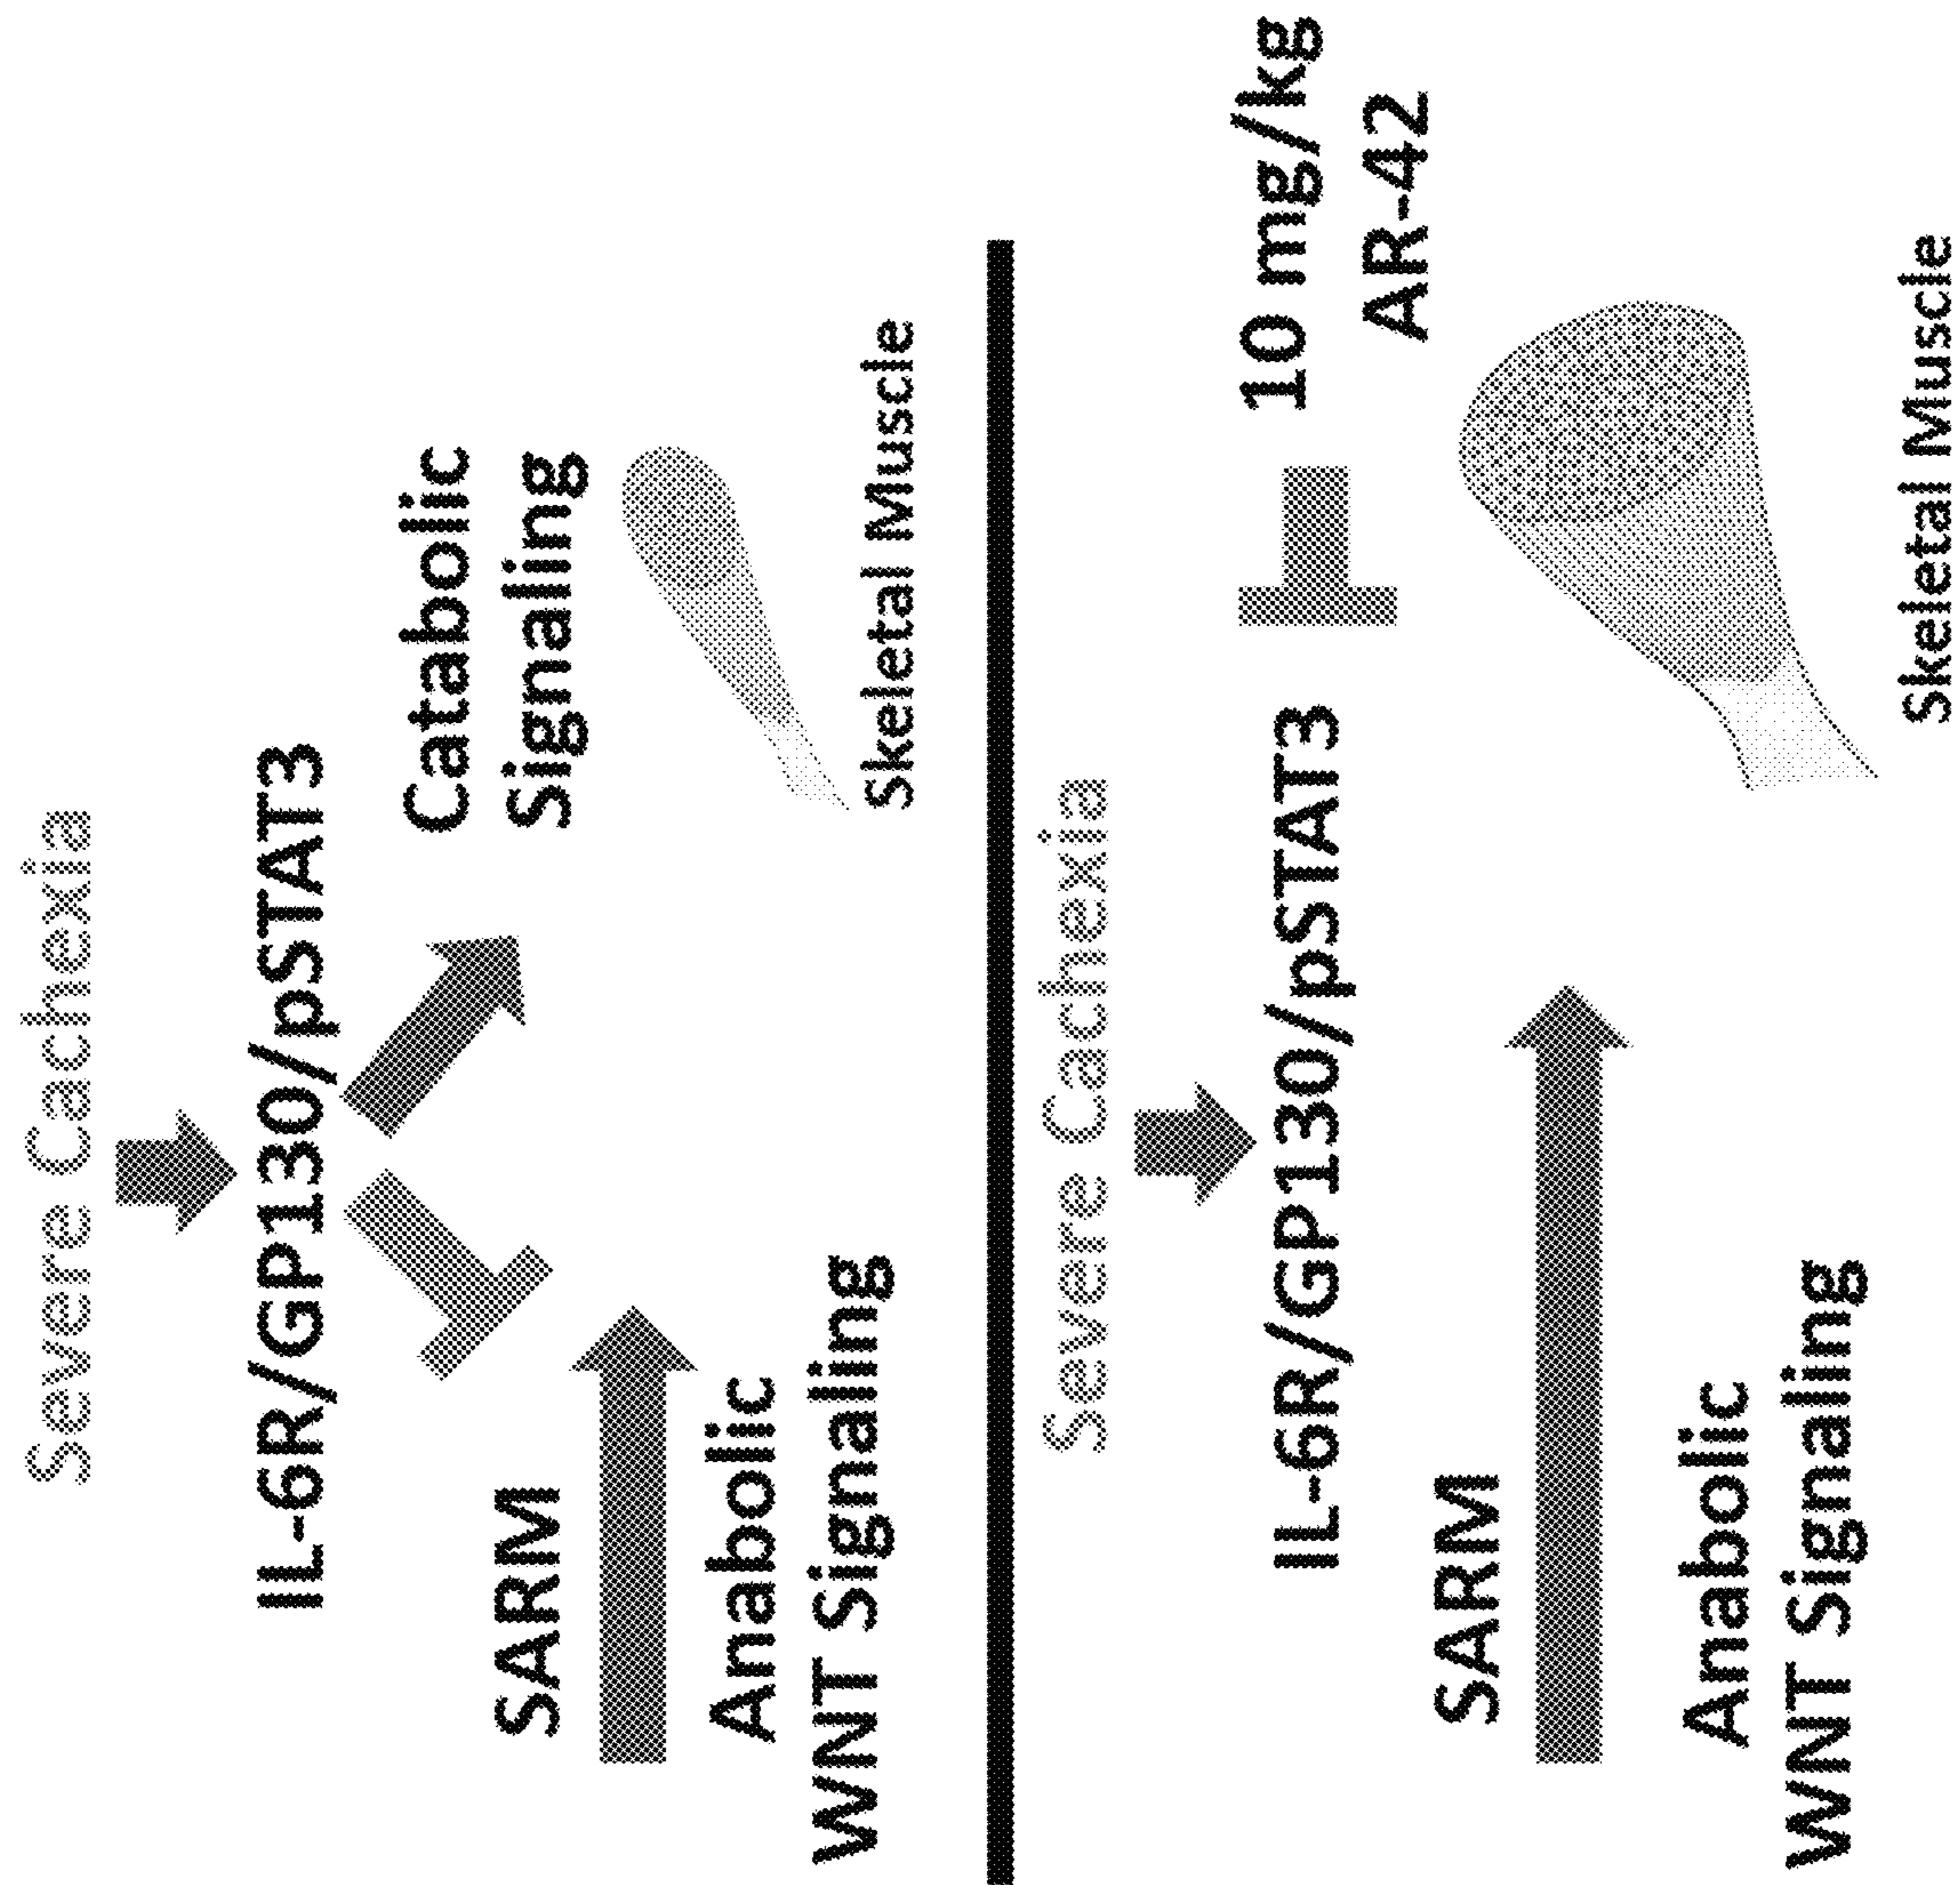 Severe Cachexia
IL-6R/GP130/pSTAT3
SARM
Anabolic
WNT Signaling
Catabolic
Signaling
Skeletal Muscle
Severe Cachexia
IL-6R/GP130/pSTAT3
10 mg/kg
AR-42
SARM
Anabolic
WNT Signaling
Skeletal Muscle